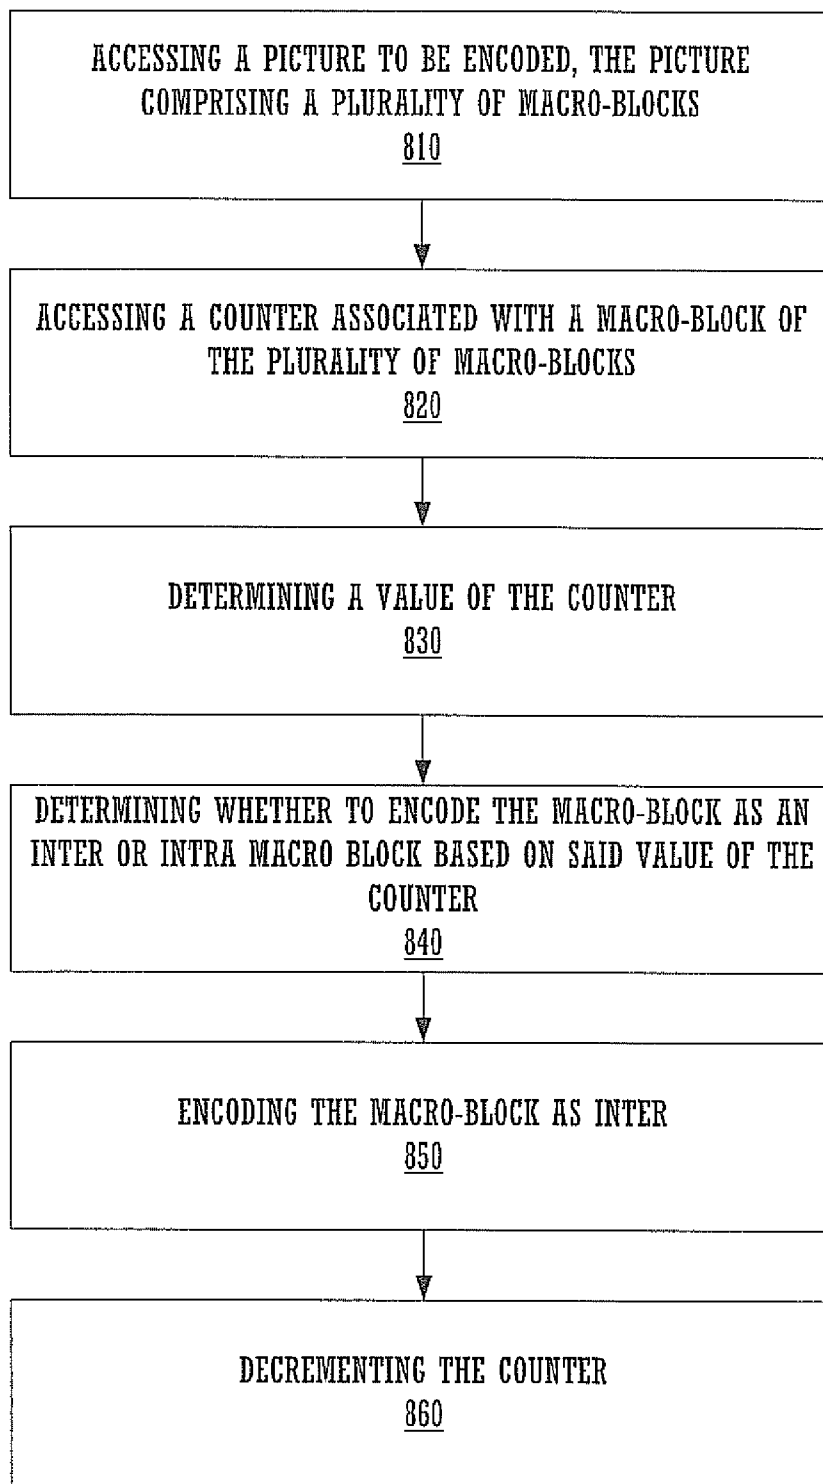 ACCESSING A PICTURE TO BE ENCODED, THE PICTURE
COMPRISING A PLURALITY OF MACRO-BLOCKS
810
ACCESSING A COUNTER ASSOCIATED WITH A MACRO-BLOCK OF
THE PLURALITY OF MACRO-BLOCKS
820
DETERMINING A VALUE OF THE COUNTER
830
DETERMINING WHETHER TO ENCODE THE MACRO-BLOCK AS AN
INTER OR INTRA MACRO BLOCK BASED ON SAID VALUE OF THE
COUNTER
840
ENCODING THE MACRO-BLOCK AS INTER
850
DECREMENTING THE COUNTER
860